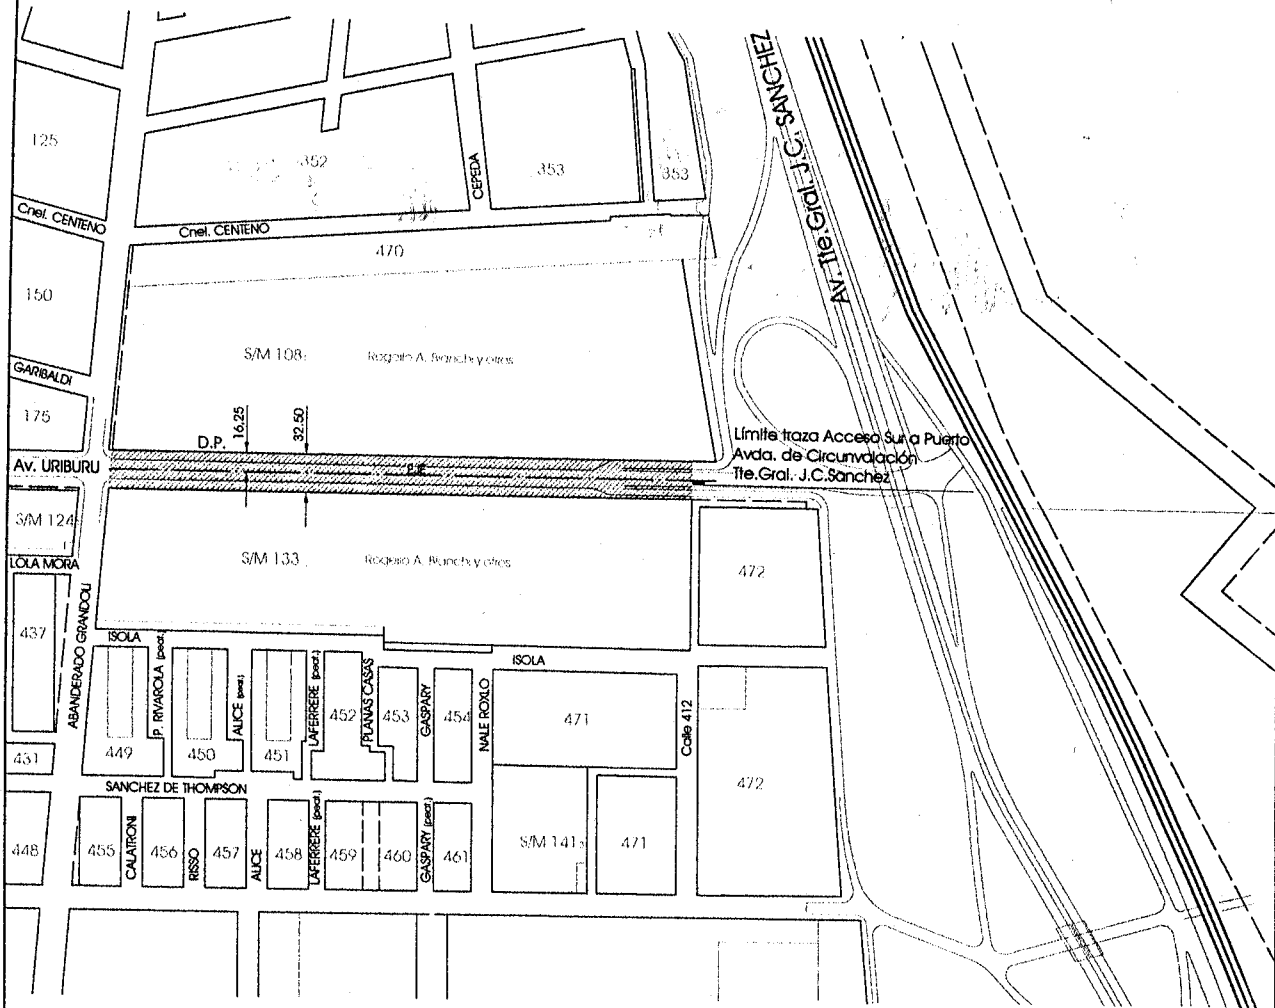 Av. Tte.Gral. J.C. SANCHEZ
125
352
CEPEDA
353
353
Cnel. CENTENO
Cnel. CENTENO
470
150
S/M 108
Rogelio A. Bianchi y otros
GARIBALDI
175
D.P.
16.25
32.50
Av. URIBURU
EJE
Límite traza Acceso Sur a Puerto
Avda. de Circunvalación
Tte.Gral. J.C.Sanchez
S/M 124
LOLA MORA
S/M 133
Rogelio A. Bianchi y otros
472
437
ABANDERADO GRANDOLI
ISOLA
ISOLA
P. RIVAROLA (peat.)
ALICE (peat.)
LAFERRERE (peat.)
PLANAS CASAS
GASPARY
NALE ROXLO
Calle 412
452
453
454
471
431
449
450
451
472
SANCHEZ DE THOMPSON
448
455
CALATRONI
456
RISSO
457
ALICE
458
LAFERRERE (peat.)
459
460
GASPARY (peat.)
461
S/M 141
471